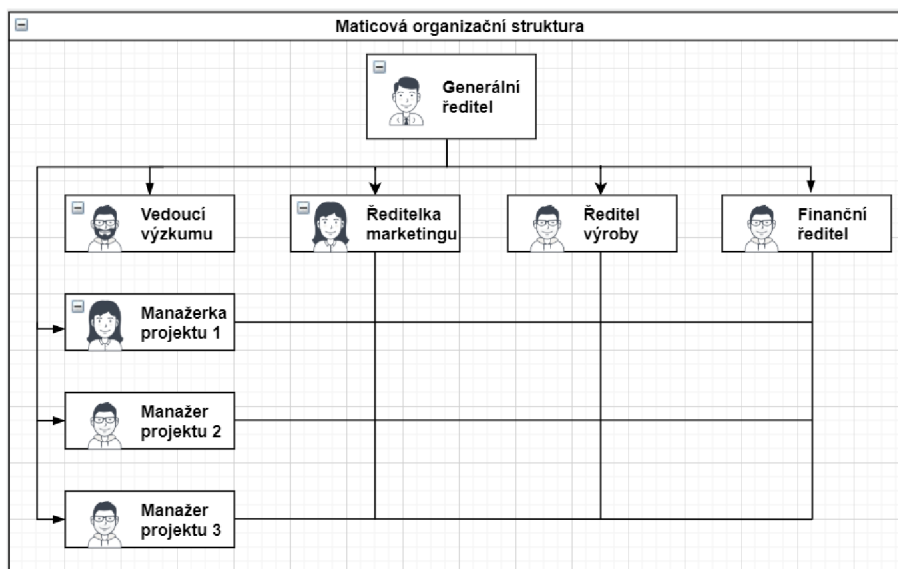 Maticová organizační struktura
Generální
ředitel
Vedoucí
výzkumu
Ředitelka
marketingu
Ředitel
výroby
Finanční
ředitel
Manažerka
projektu 1
Manažer
projektu 2
Manažer
projektu 3